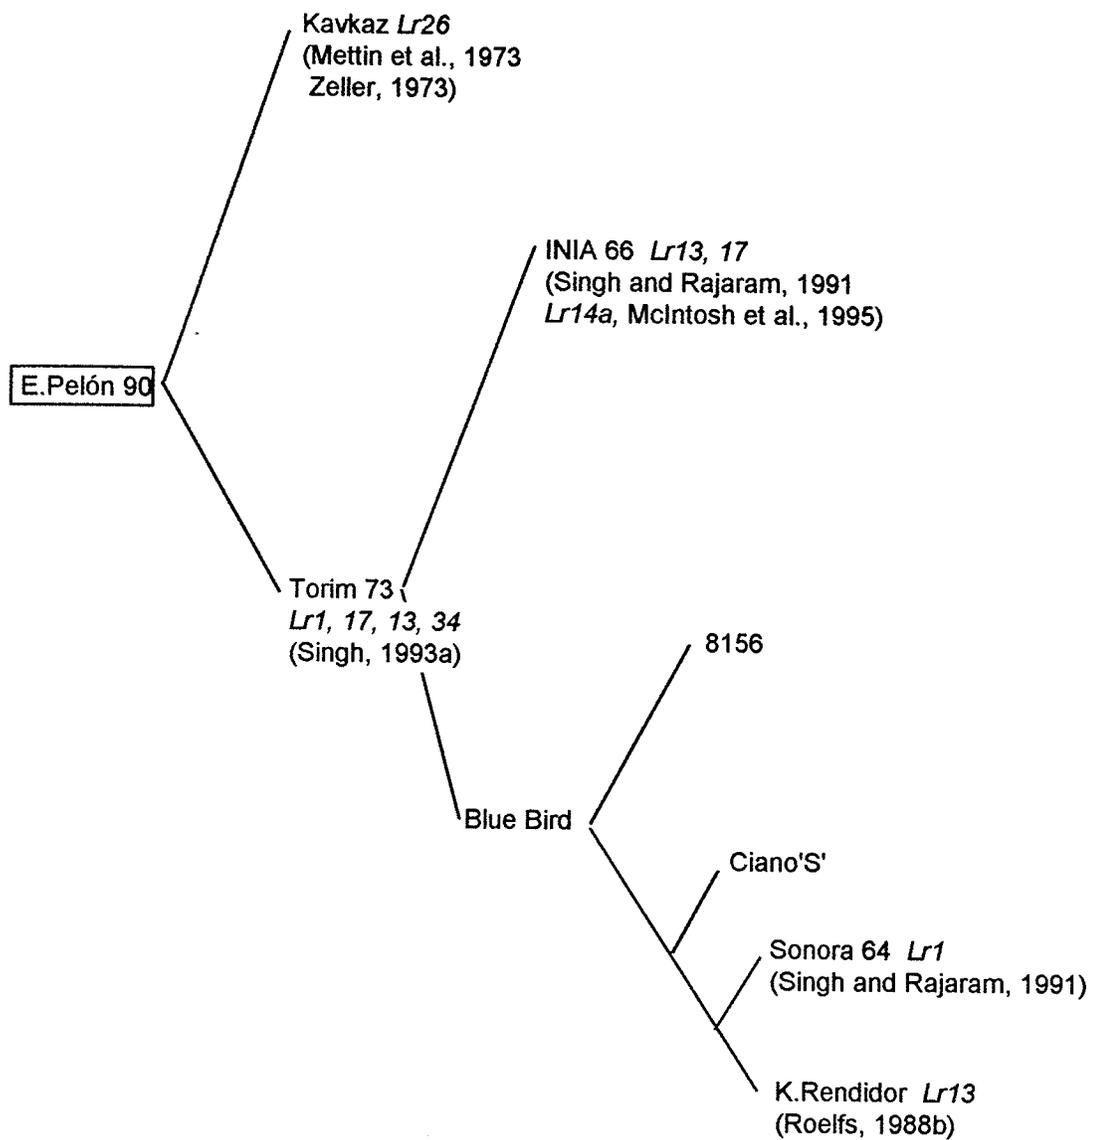 Kavkaz Lr26
(Mettin et al., 1973
Zeller, 1973)
INIA 66 Lr13, 17
(Singh and Rajaram, 1991
Lr14a, McIntosh et al., 1995)
E.Pelón 90
Torim 73
Lr1, 17, 13, 34
(Singh, 1993a)
8156
Blue Bird
Ciano'S'
Sonora 64 Lr1
(Singh and Rajaram, 1991)
K.Rendidor Lr13
(Roelfs, 1988b)